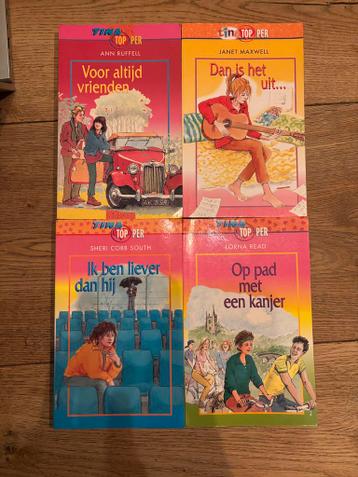 TINA
TOPPER
ANN RUFFELL
Voor altijd
vrienden...
tina
TOPPER
JANET MAXWELL
Dan is het
uit...
TINA
TOPPER
SHERI COBB SOUTH
Ik ben liever
dan hij
TINA
TOPPER
LORNA READ
Op pad
met
een kanjer